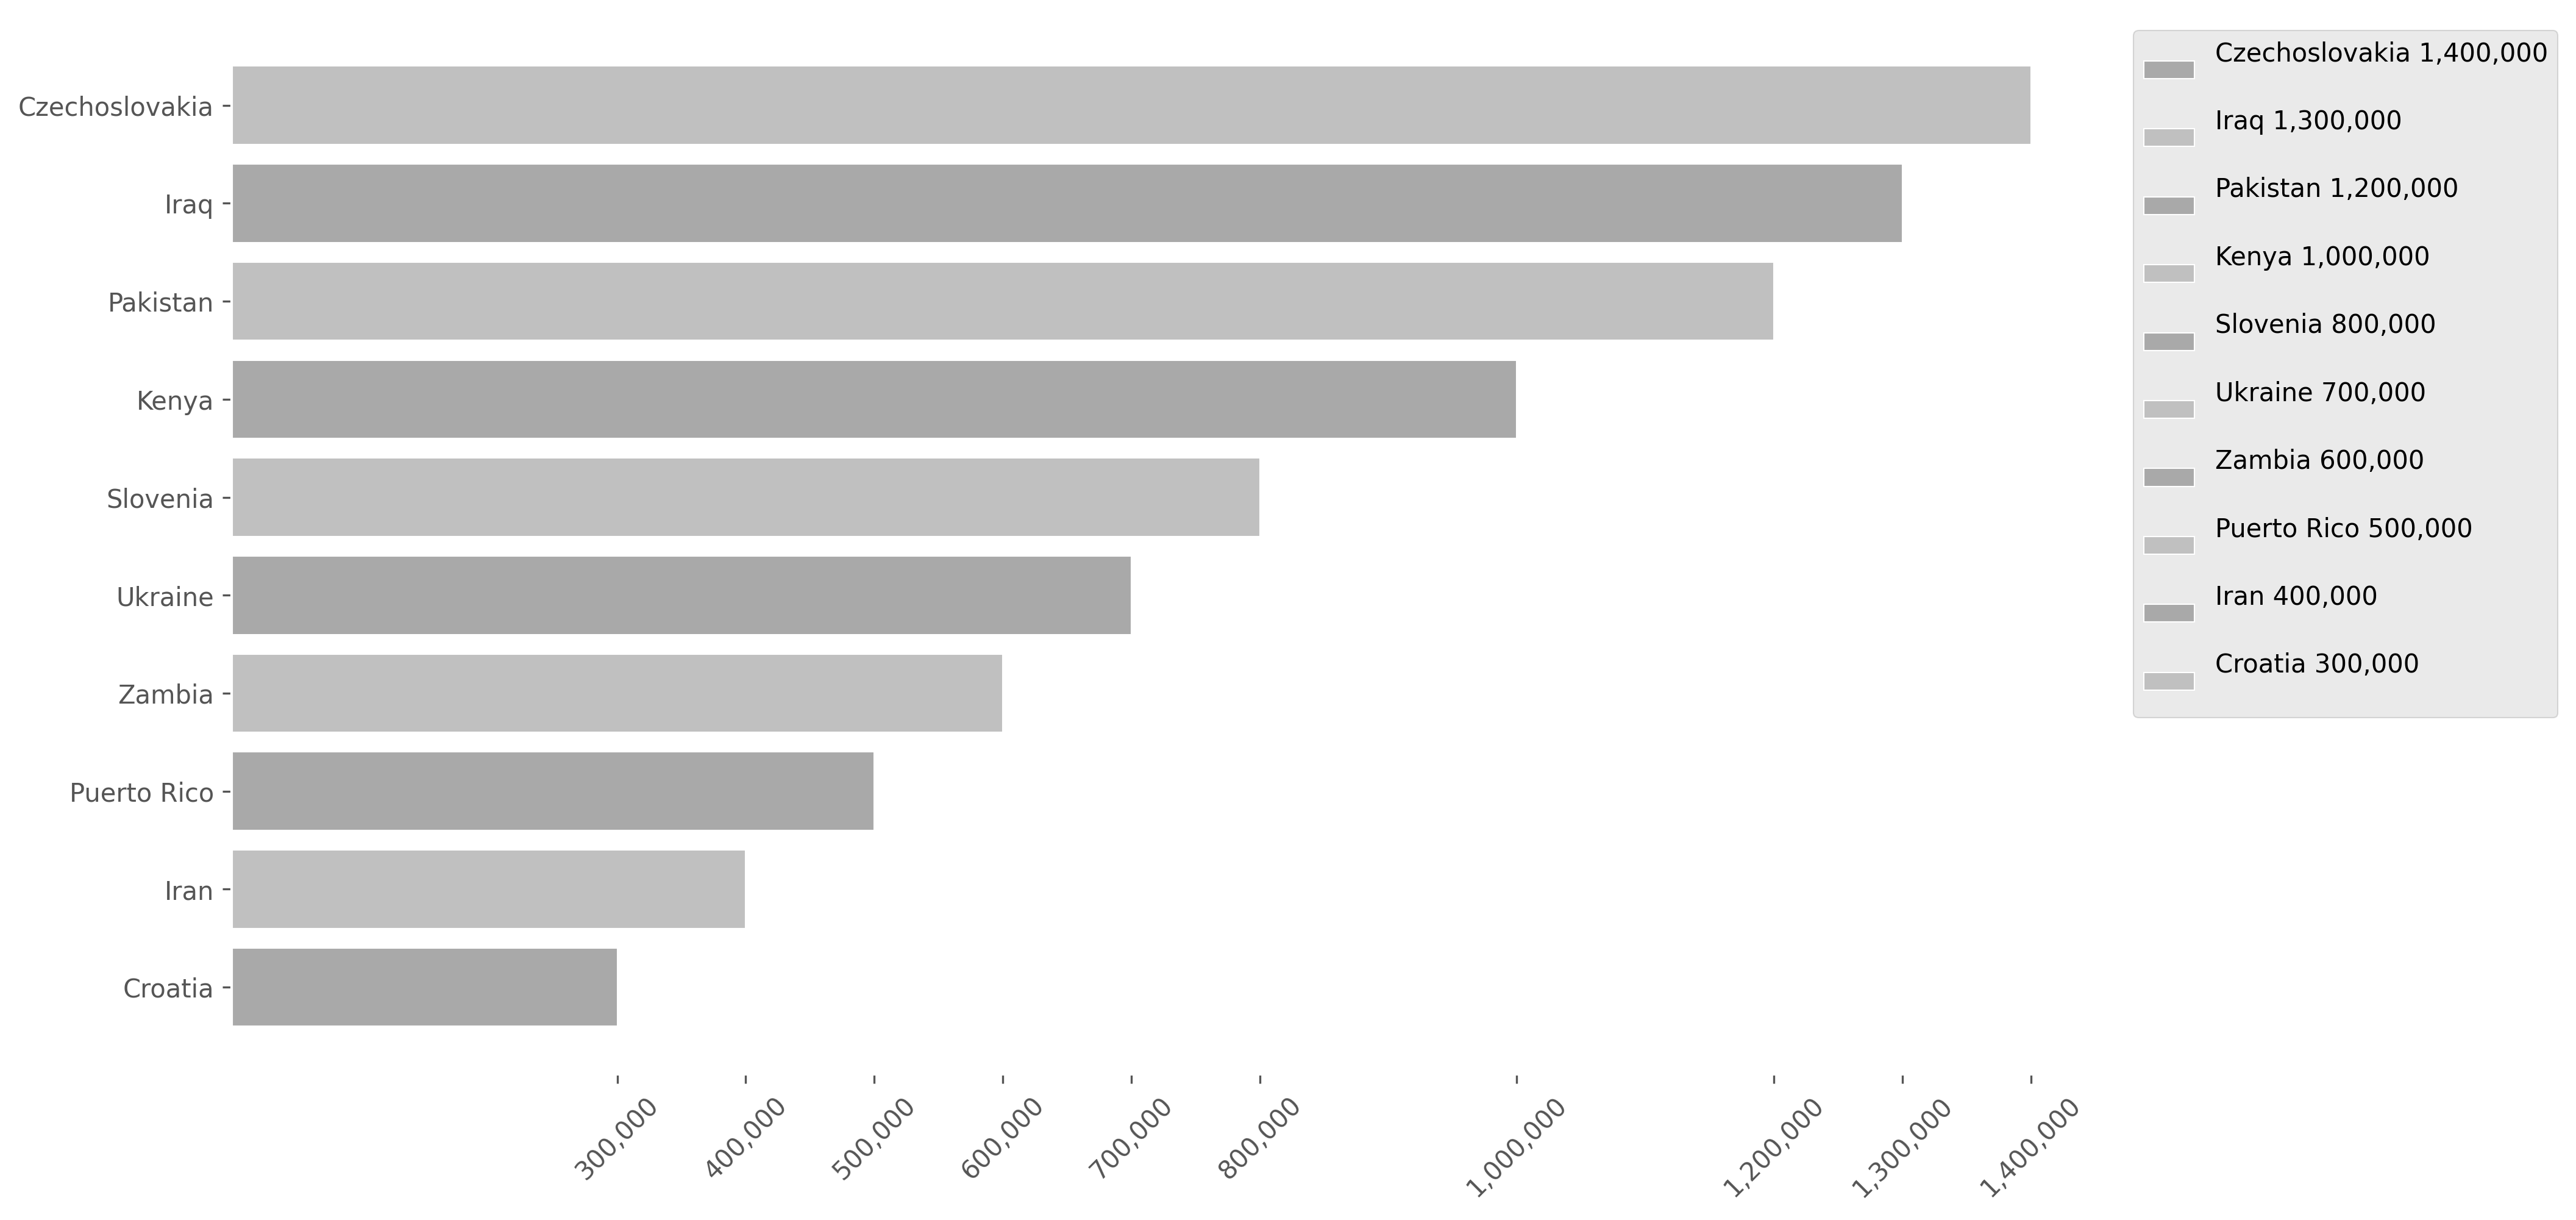 Czechoslovakia
Iraq
Pakistan
Kenya
Slovenia
Ukraine
Zambia
Puerto Rico
Iran
Croatia
300,000
400,000
500,000
600,000
700,000
800,000
1,000,000
1,200,000
1,300,000
1,400,000
Czechoslovakia 1,400,000
Iraq 1,300,000
Pakistan 1,200,000
Kenya 1,000,000
Slovenia 800,000
Ukraine 700,000
Zambia 600,000
Puerto Rico 500,000
Iran 400,000
Croatia 300,000